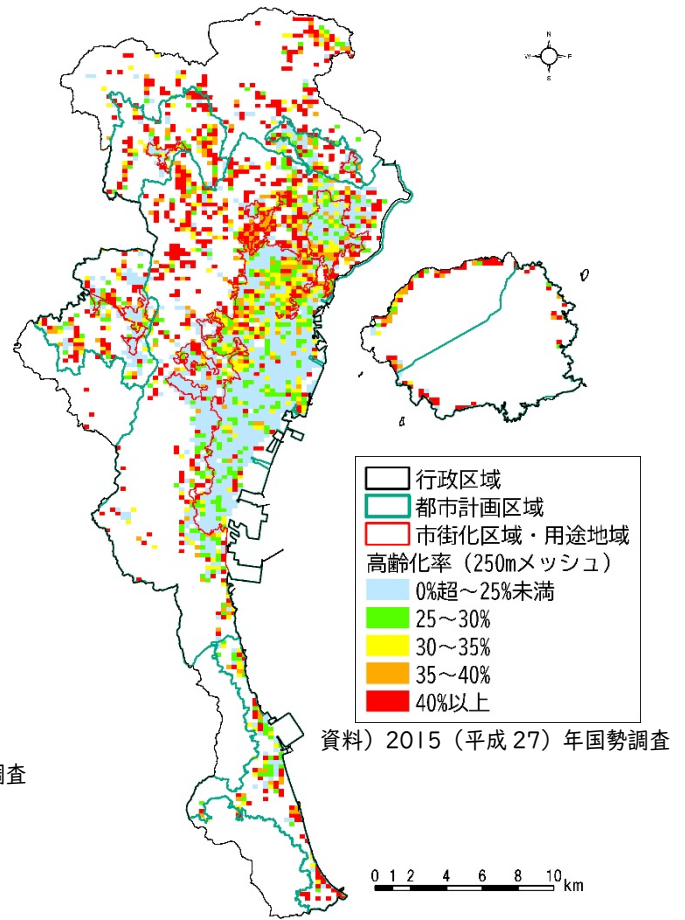 N
W E
S
行政区域
都市計画区域
市街化区域・用途地域
高齢化率（250mメッシュ）
0%超～25%未満
25～30%
30～35%
35～40%
40%以上
資料）2015（平成 27）年国勢調査
調査
0 1 2 4 6 8 10 km